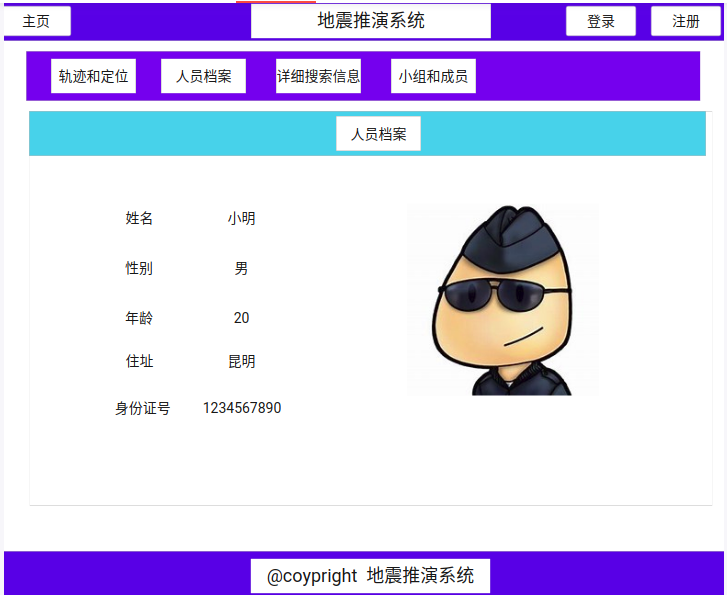 主页 地震推演系统 登录 注册
轨迹和定位 人员档案 详细搜索信息 小组和成员
人员档案
姓名 小明
性别 男
年龄 20
住址 昆明
身份证号 1234567890
@coypright 地震推演系统